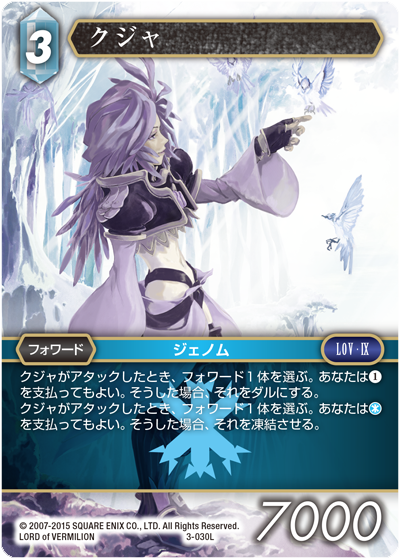 3
クジャ
フォワード
ジェノム
LOV・IX
クジャがアタックしたとき、フォワード1体を選ぶ。あなたは1
を支払ってもよい。そうした場合、それをダルにする。
クジャがアタックしたとき、フォワード1体を選ぶ。あなたは
を支払ってもよい。そうした場合、それを凍結させる。
© 2007-2015 SQUARE ENIX CO., LTD. All Rights Reserved.
LORD of VERMILION
3-030L
7000